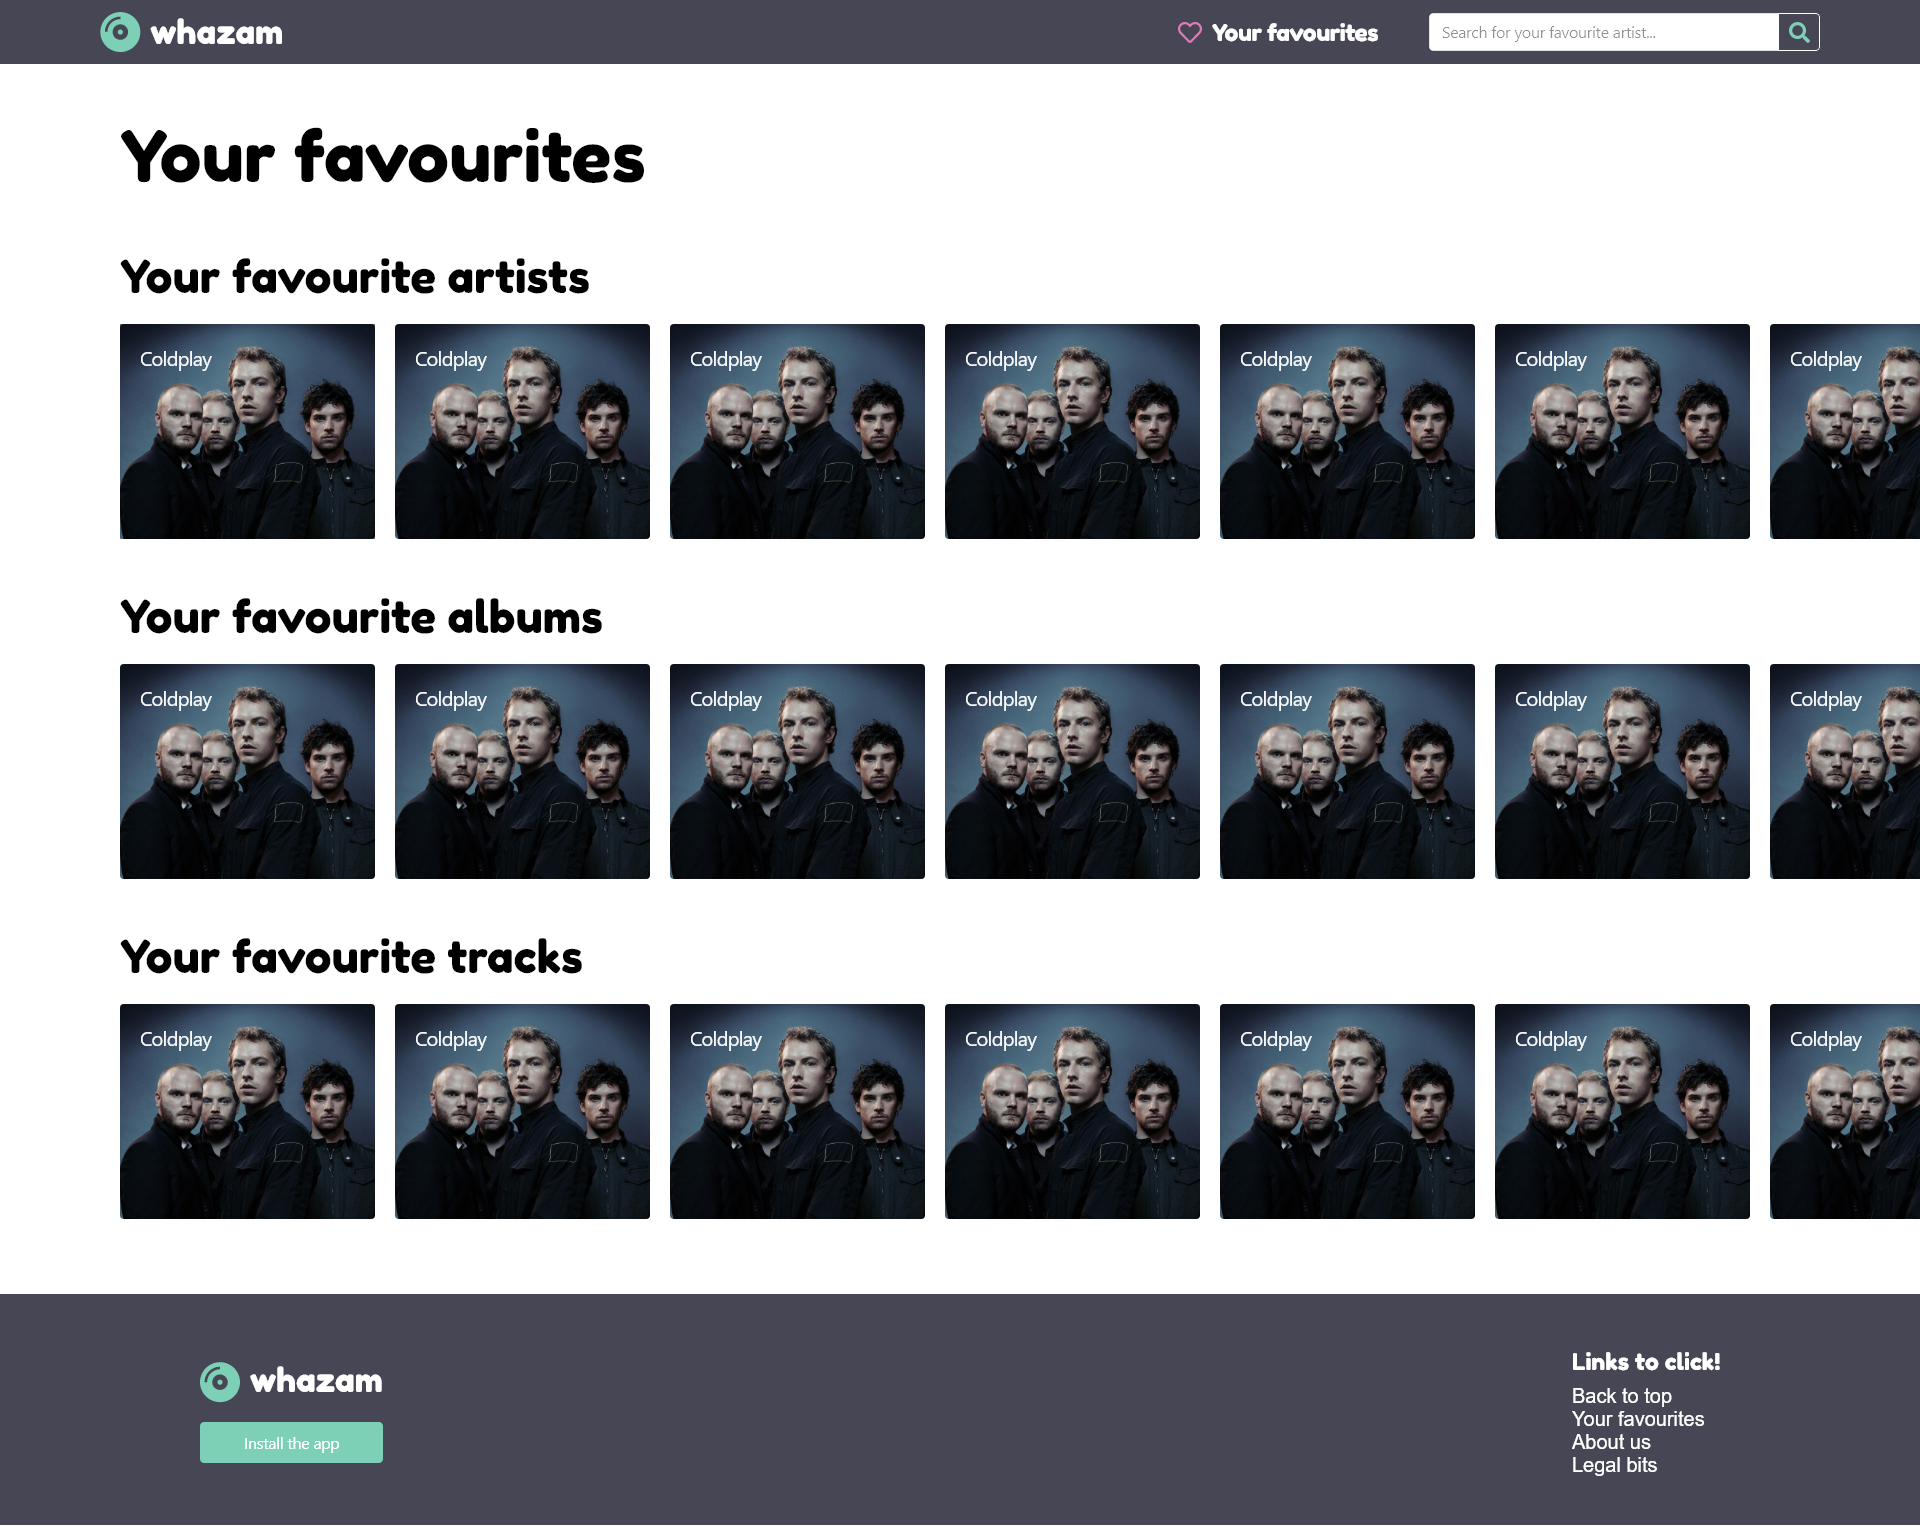 whazam
Your favourites
Search for your favourite artist...
Your favourites
Your favourite artists
Coldplay
Coldplay
Coldplay
Coldplay
Coldplay
Coldplay
Coldplay
Your favourite albums
Coldplay
Coldplay
Coldplay
Coldplay
Coldplay
Coldplay
Coldplay
Your favourite tracks
Coldplay
Coldplay
Coldplay
Coldplay
Coldplay
Coldplay
Coldplay
whazam
Install the app
Links to click!
Back to top
Your favourites
About us
Legal bits